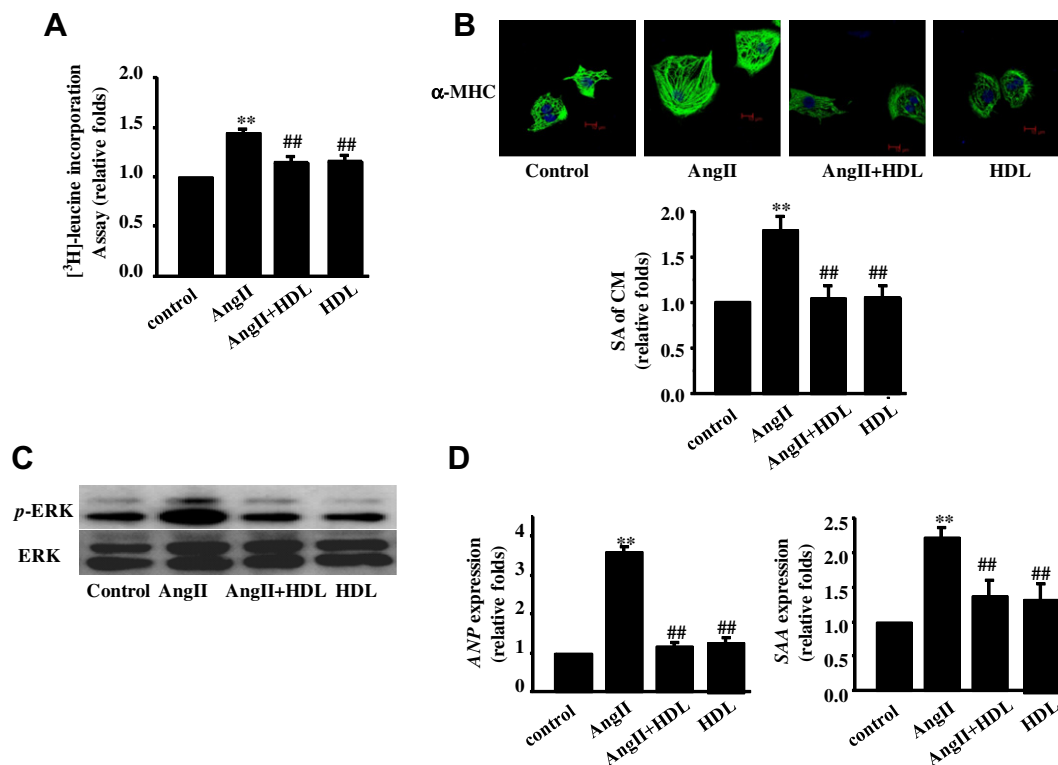 A
[³H]-leucine incorporation
Assay (relative folds)
2.0
1.5
1.0
0.5
0.0
**
##
##
control
AngII
AngII+HDL
HDL
B
α-MHC
Control
AngII
AngII+HDL
HDL
SA of CM
(relative folds)
2.0
1.5
1.0
0.5
0.0
**
##
##
control
AngII
AngII+HDL
HDL
C
p-ERK
ERK
Control AngII AngII+HDL HDL
D
ANP expression
(relative folds)
4
3
2
1
0
**
##
##
control
AngII
AngII+HDL
HDL
SAA expression
(relative folds)
2.5
2.0
1.5
1.0
0.5
0.0
**
##
##
control
AngII
AngII+HDL
HDL